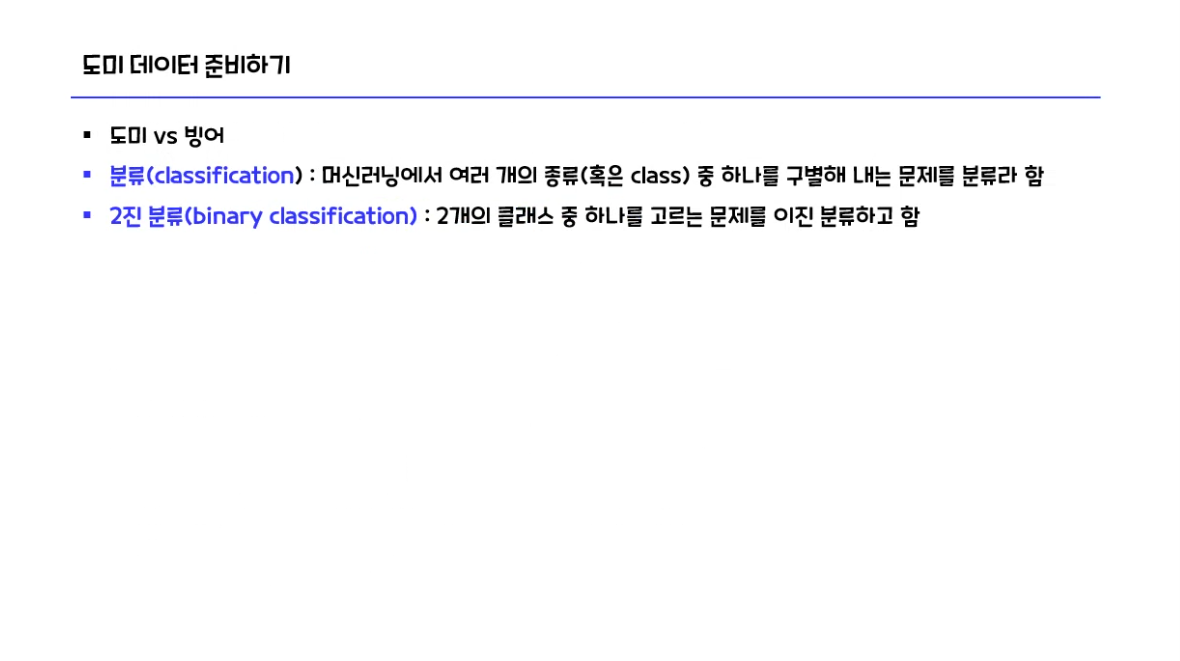 도미 데이터 준비하기
▪ 도미 vs 빙어
▪ 분류(classification) : 머신러닝에서 여러 개의 종류(혹은 class) 중 하나를 구별해 내는 문제를 분류라 함
▪ 2진 분류(binary classification) : 2개의 클래스 중 하나를 고르는 문제를 이진 분류하고 함